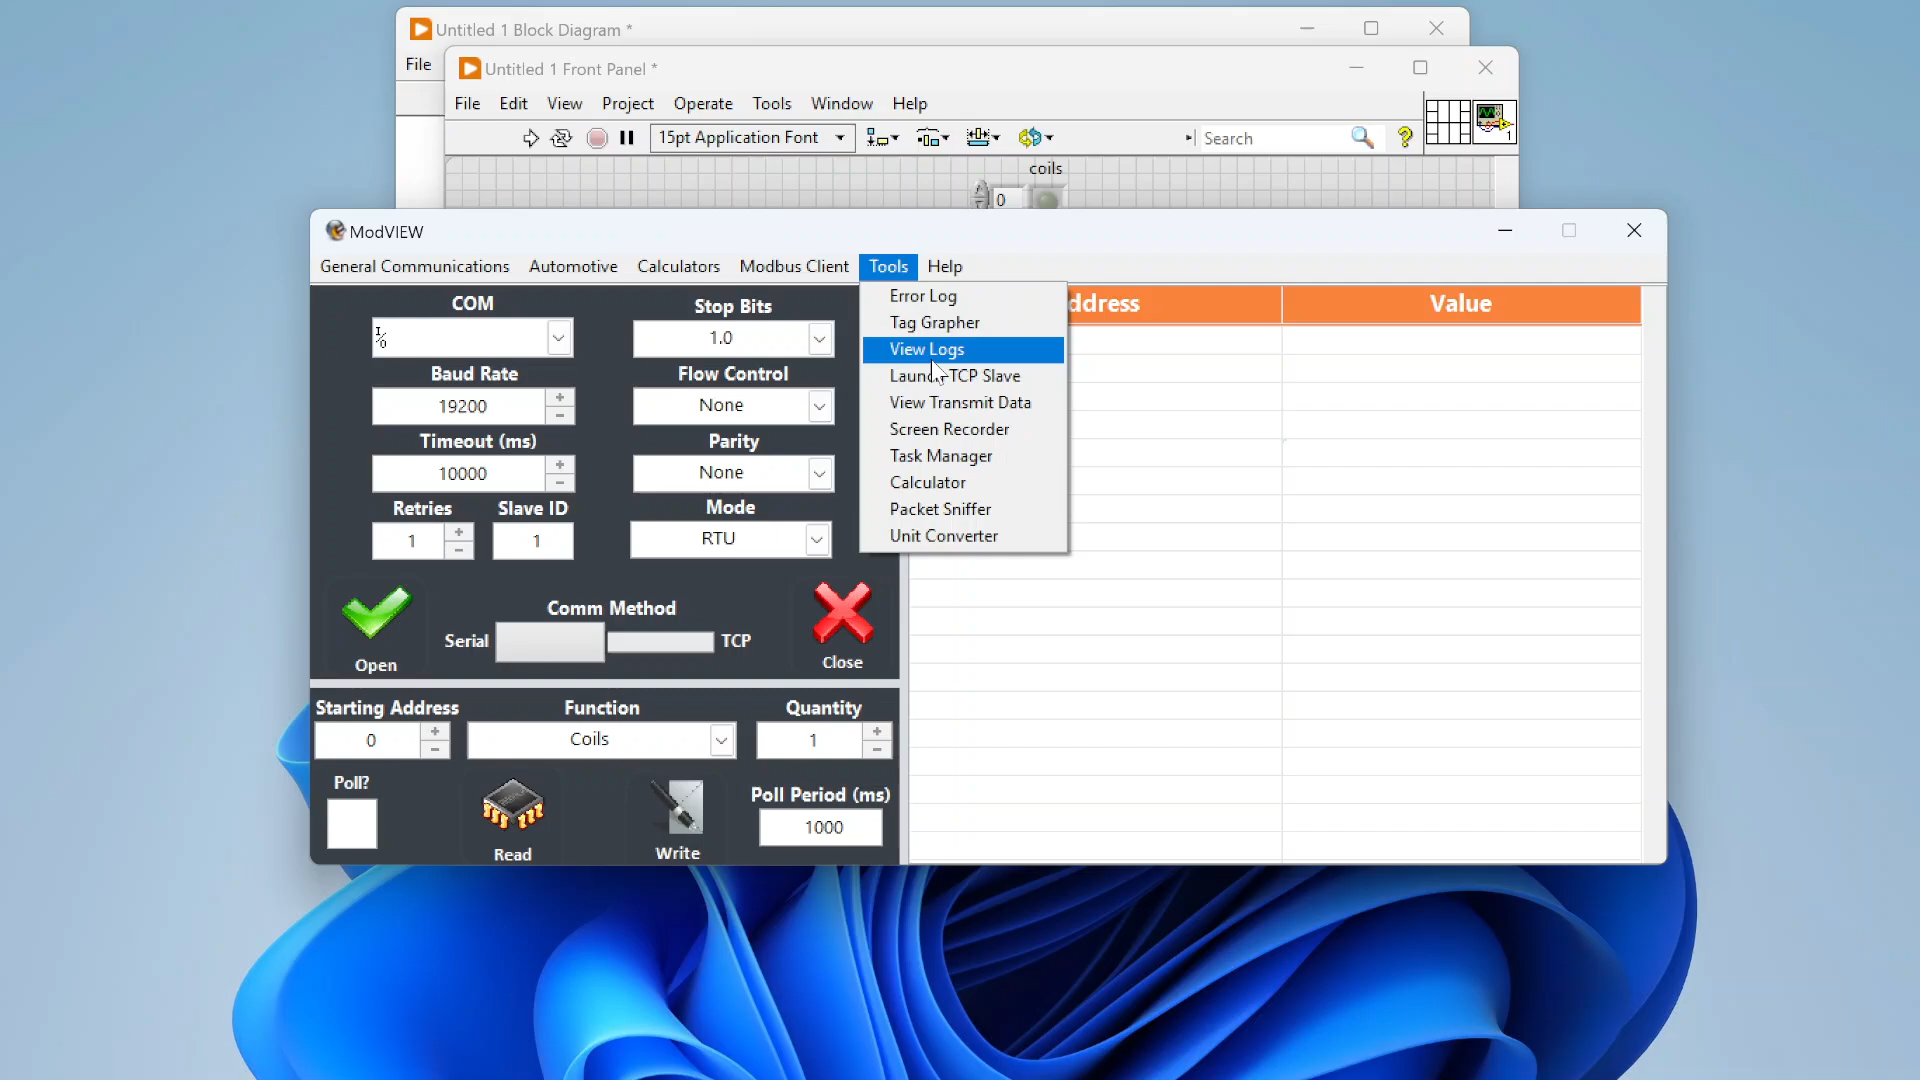 Untitled 1 Block Diagram *
File
Untitled 1 Front Panel *
File Edit View Project Operate Tools Window Help
15pt Application Font
Search
?
1
coils
0
ModVIEW
General Communications Automotive Calculators Modbus Client Tools Help
Error Log
Tag Grapher
View Logs
Launch TCP Slave
View Transmit Data
Screen Recorder
Task Manager
Calculator
Packet Sniffer
Unit Converter
COM
I/O
Stop Bits
1.0
Baud Rate
19200
Flow Control
None
Timeout (ms)
10000
Parity
None
Retries
1
Slave ID
1
Mode
RTU
Open
Comm Method
Serial
TCP
Close
Starting Address
0
Function
Coils
Quantity
1
Poll?
Read
Write
Poll Period (ms)
1000
ddress
Value